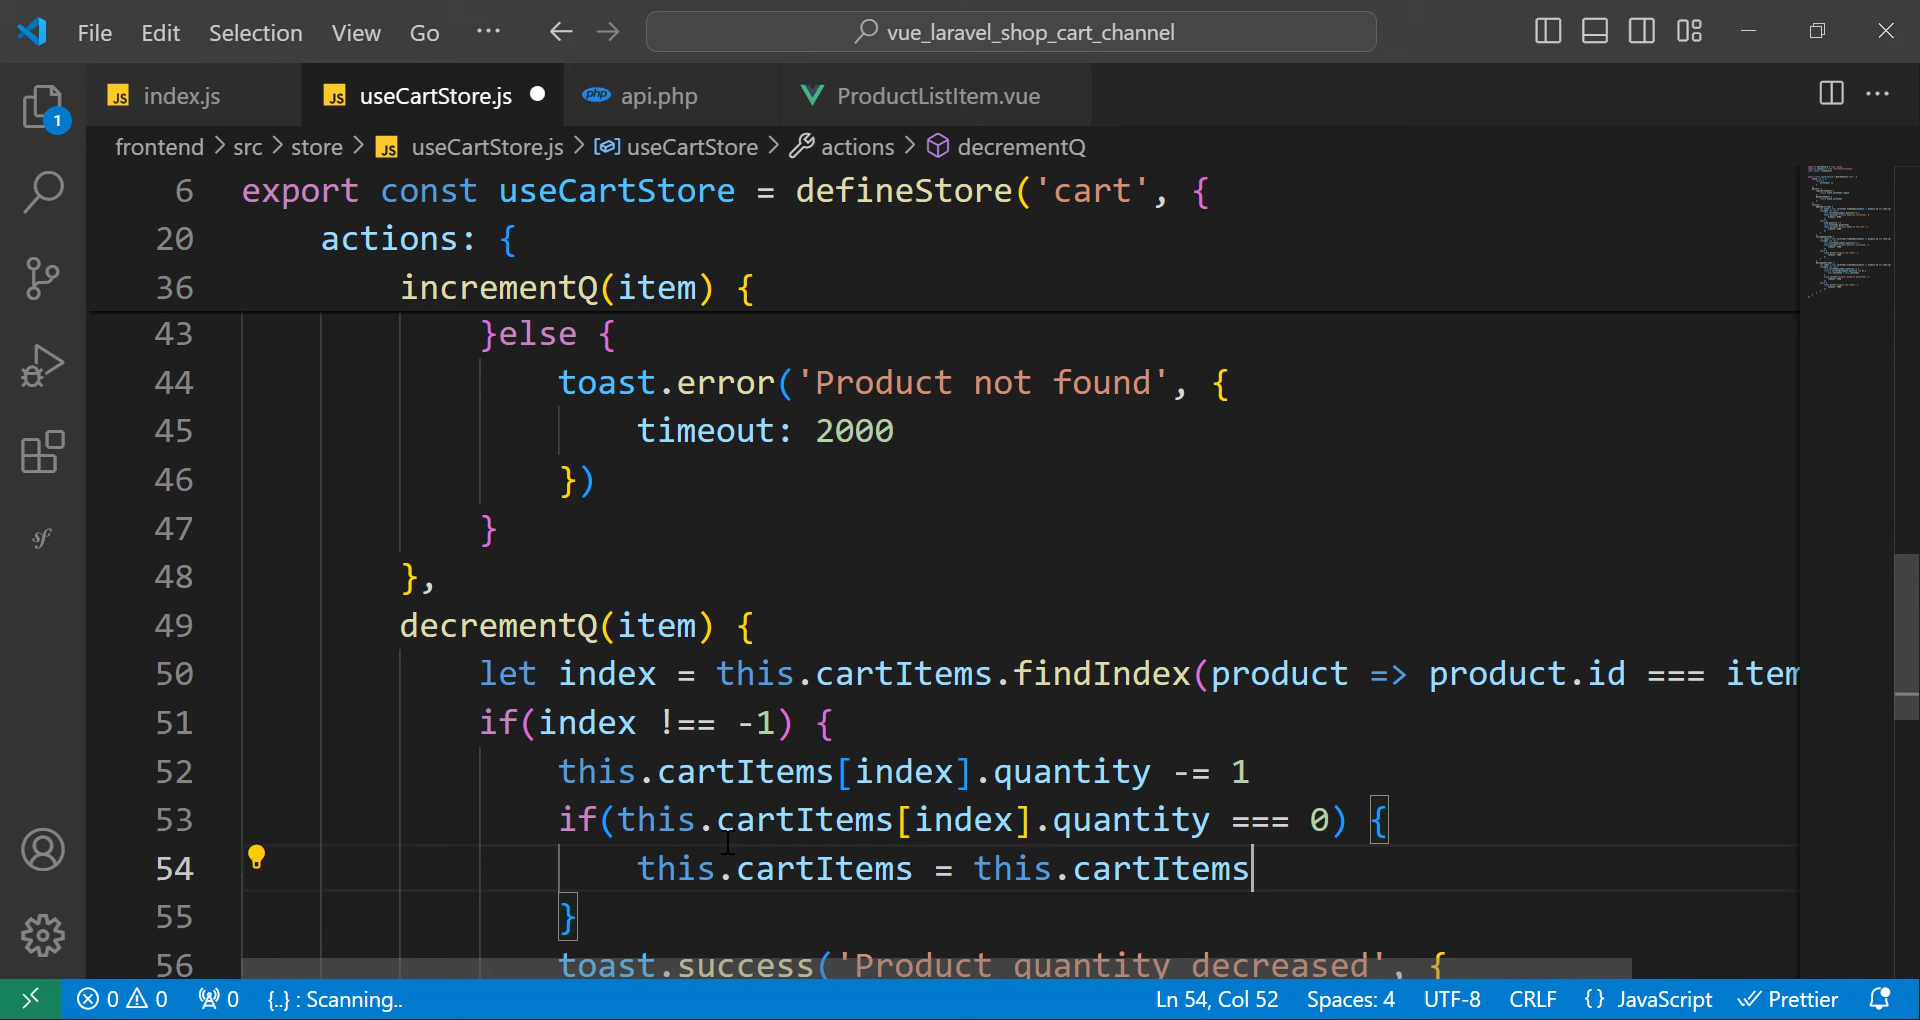 File Edit Selection View Go ··· vue_laravel_shop_cart_channel
JS index.js JS useCartStore.js php api.php ProductListItem.vue
1
frontend > src > store > JS useCartStore.js > useCartStore > actions > decrementQ
6 export const useCartStore = defineStore('cart', {
20 actions: {
36 incrementQ(item) {
43 }else {
44 toast.error('Product not found', {
45 timeout: 2000
46 })
47 }
48 },
49 decrementQ(item) {
50 let index = this.cartItems.findIndex(product => product.id === item
51 if(index !== -1) {
52 this.cartItems[index].quantity -= 1
53 if(this.cartItems[index].quantity === 0) {
54 this.cartItems = this.cartItems
55 }
56 toast.success('Product quantity decreased', {
0 0 0 {..} : Scanning.. Ln 54, Col 52 Spaces: 4 UTF-8 CRLF {} JavaScript Prettier